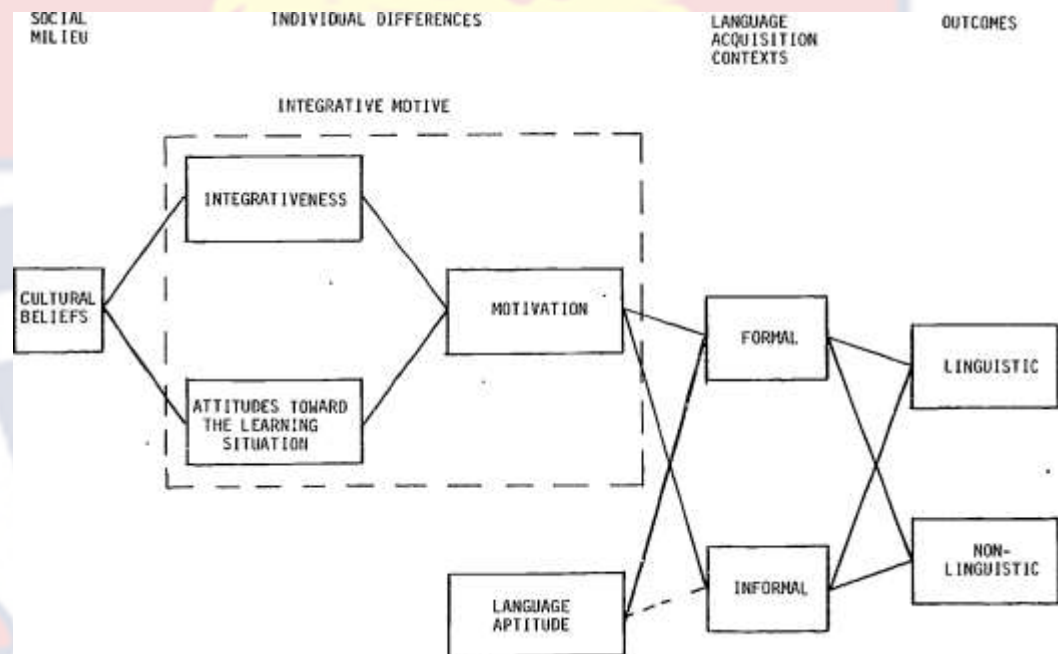 SOCIAL
MILIEU
INDIVIDUAL DIFFERENCES
LANGUAGE
ACQUISITION
CONTEXTS
OUTCOMES
INTEGRATIVE MOTIVE
INTEGRATIVENESS
CULTURAL
BELIEFS
MOTIVATION
ATTITUDES TOWARD
THE LEARNING
SITUATION
FORMAL
LINGUISTIC
LANGUAGE
APTITUDE
INFORMAL
NON-
LINGUISTIC